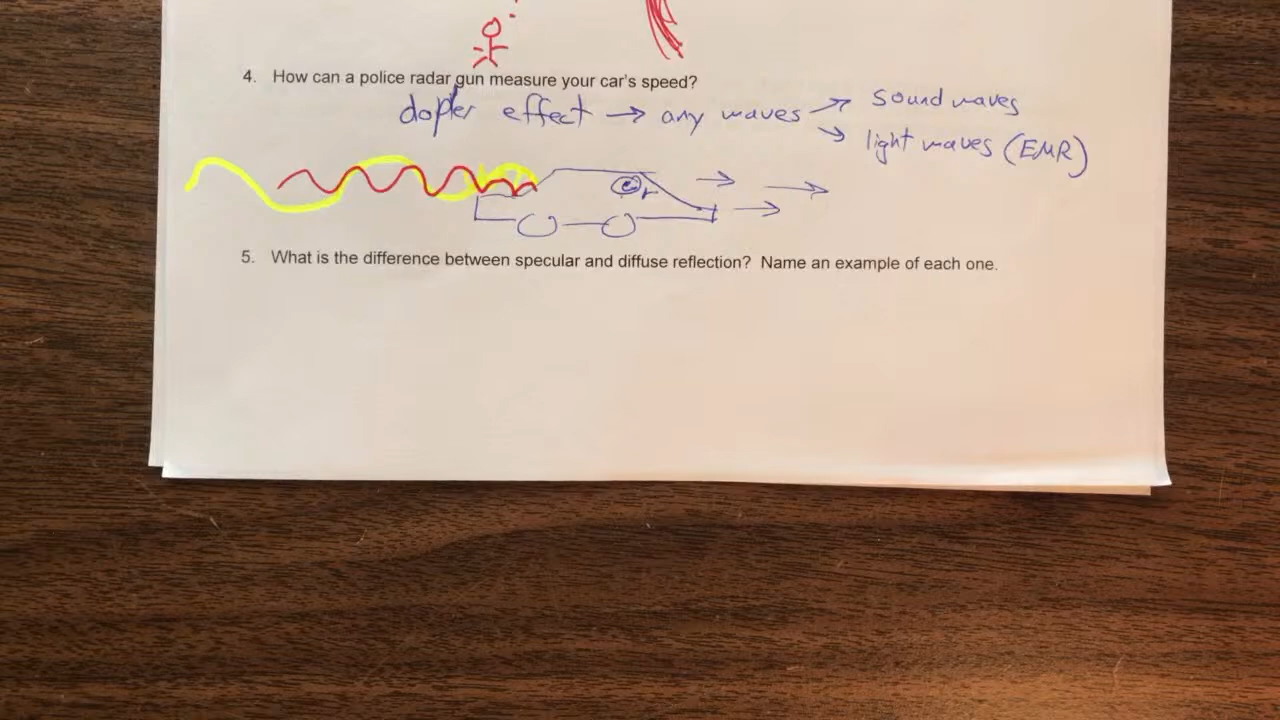 4. How can a police radar gun measure your car's speed?
dopler effect → any waves → sound waves
→ light waves (EMR)
5. What is the difference between specular and diffuse reflection? Name an example of each one.